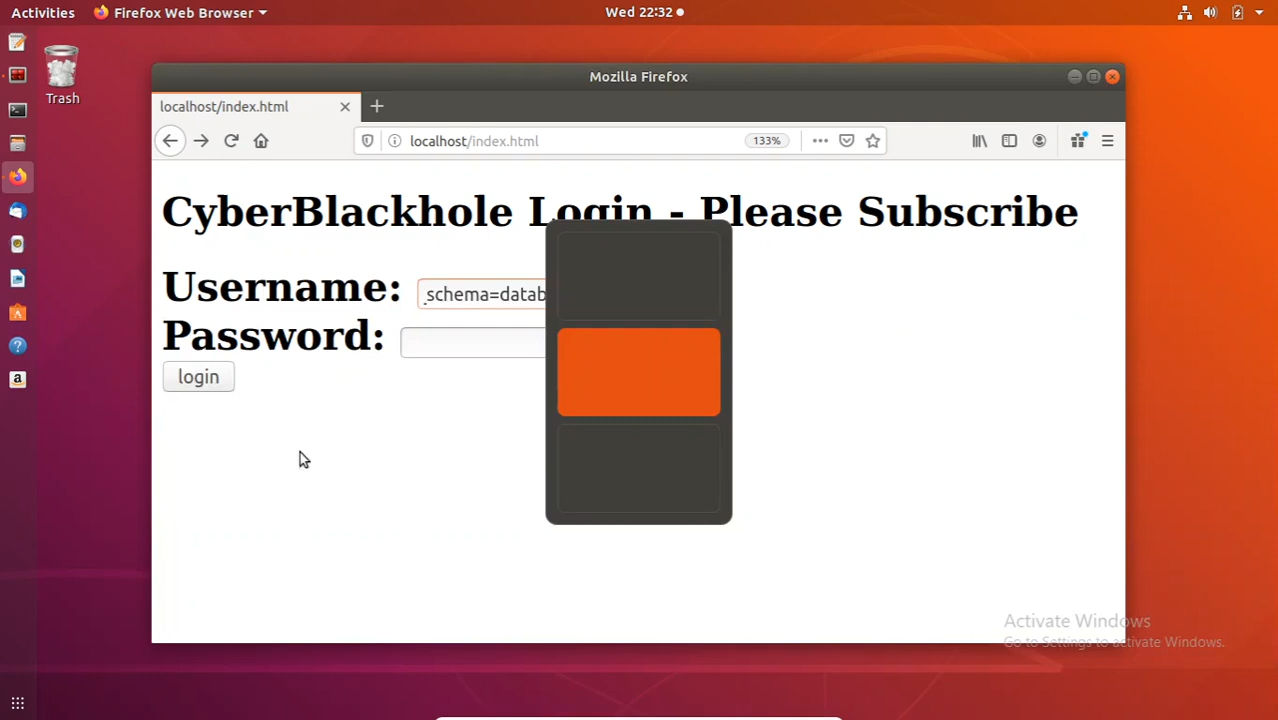 Activities
Firefox Web Browser
Wed 22:32
Trash
Mozilla Firefox
localhost/index.html
localhost/index.html
133%
CyberBlackhole Login - Please Subscribe
Username:
_schema=datab
Password:
login
Activate Windows
Go to Settings to activate Windows.